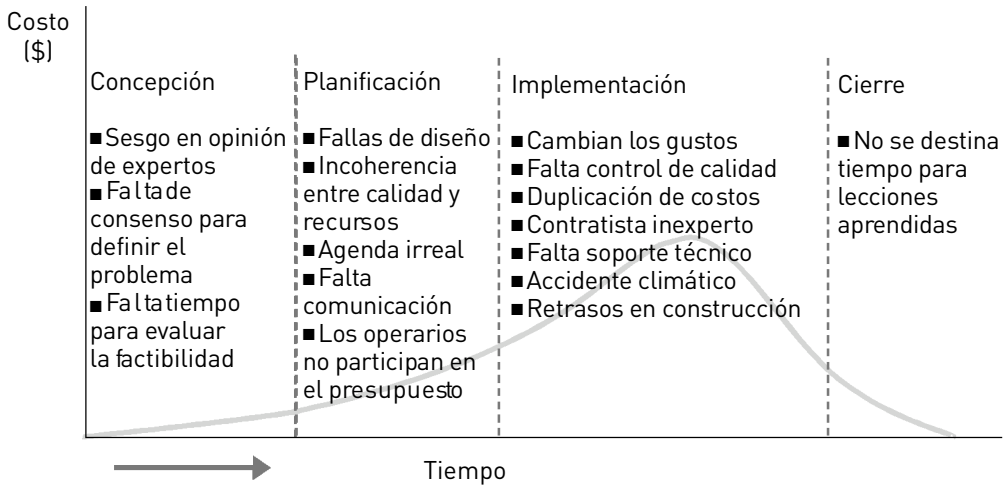 Costo
($)
Concepción
■ Sesgo en opinión
de expertos
■ Falta de
consenso para
definir el
problema
■ Falta tiempo
para evaluar
la factibilidad
Planificación
■ Fallas de diseño
■ Incoherencia
entre calidad y
recursos
■ Agenda irreal
■ Falta
comunicación
■ Los operarios
no participan en
el presupuesto
Implementación
■ Cambian los gustos
■ Falta control de calidad
■ Duplicación de costos
■ Contratista inexperto
■ Falta soporte técnico
■ Accidente climático
■ Retrasos en construcción
Cierre
■ No se destina
tiempo para
lecciones
aprendidas
Tiempo